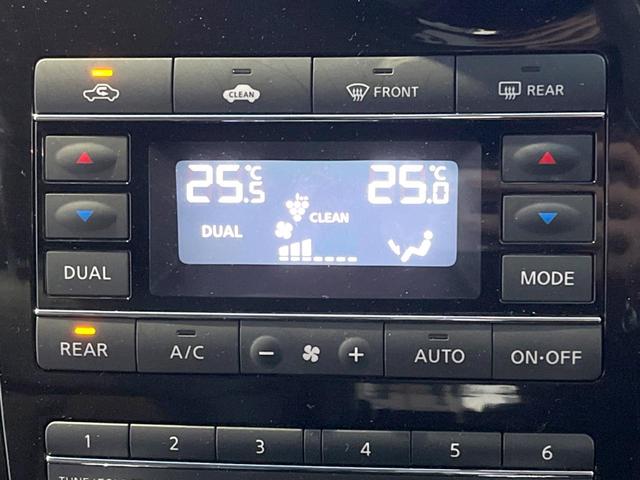 CLEAN
FRONT
REAR
25.5 °C
25.0 °C
CLEAN
DUAL
DUAL
MODE
REAR
A/C
− +
AUTO
ON·OFF
1 2 3 4 5 6